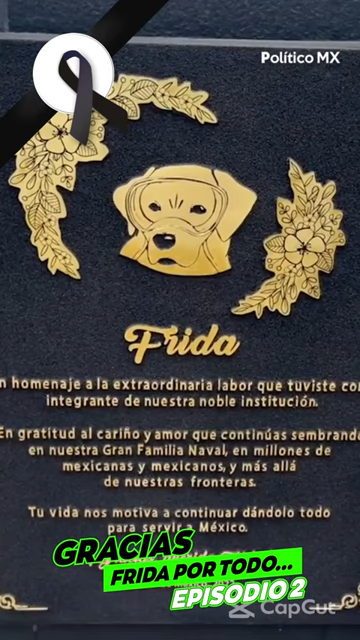 Político MX
Frida
n homenaje a la extraordinaria labor que tuviste con
integrante de nuestra noble institución.
En gratitud al cariño y amor que continúas sembrando
en nuestra Gran Familia Naval, en millones de
mexicanas y mexicanos, y más allá
de nuestras fronteras.
Tu vida nos motiva a continuar dándolo todo
para servir a México.
GRACIAS
FRIDA POR TODO...
EPISODIO 2
CapCut